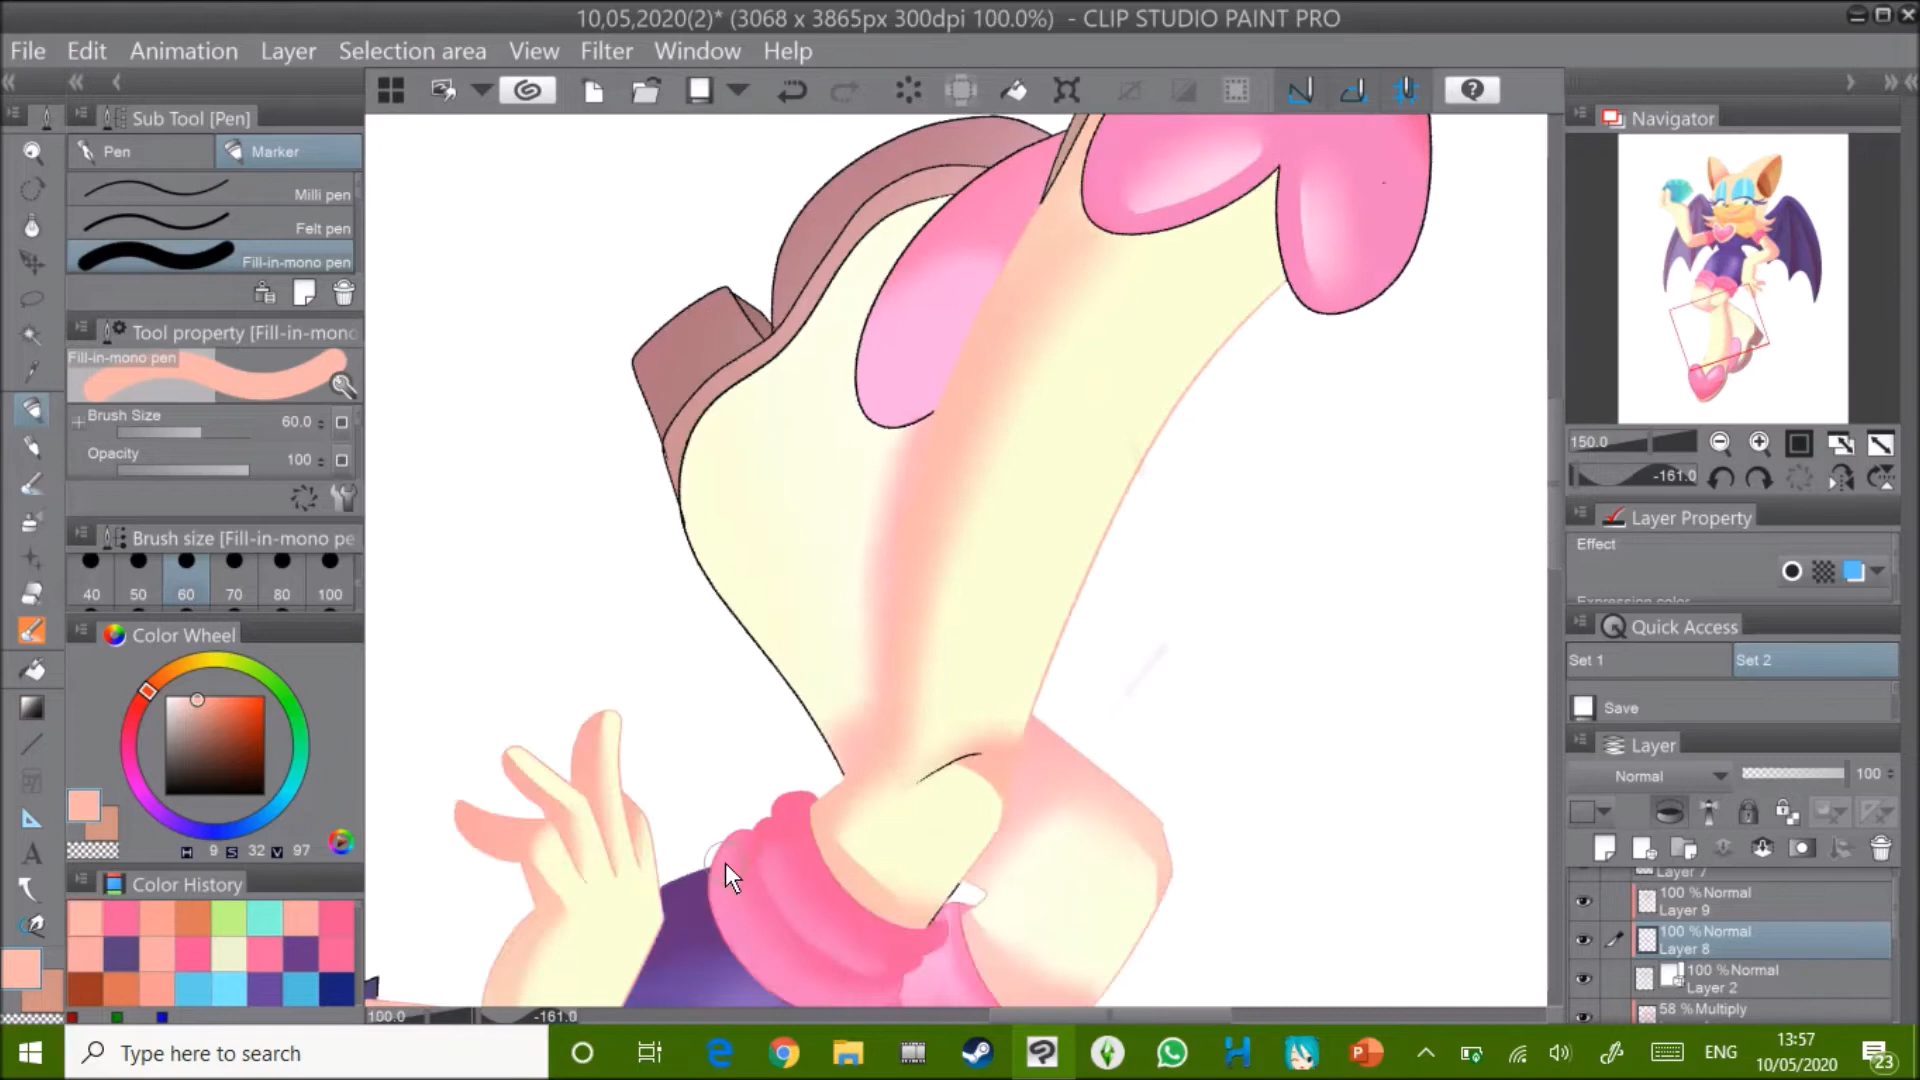 10,05,2020(2)* (3068 x 3865px 300dpi 100.0%) - CLIP STUDIO PAINT PRO
File Edit Animation Layer Selection area View Filter Window Help
Sub Tool [Pen]
Pen Marker
Milli pen
Felt pen
Fill-in-mono pen
Tool property [Fill-in-mono
Fill-in-mono pen
Brush Size 60.0
Opacity 100
Brush size [Fill-in-mono pe
40 50 60 70 80 100
Color Wheel
H 9 S 32 V 97
Color History
100.0 -161.0
Navigator
150.0
-161.0
Layer Property
Effect
Expression color
Quick Access
Set 1 Set 2
Save
Layer
Normal 100
Layer 7
100 %Normal
Layer 9
100 %Normal
Layer 8
100 %Normal
Layer 2
58 %Multiply
Type here to search
ENG
13:57
10/05/2020
23